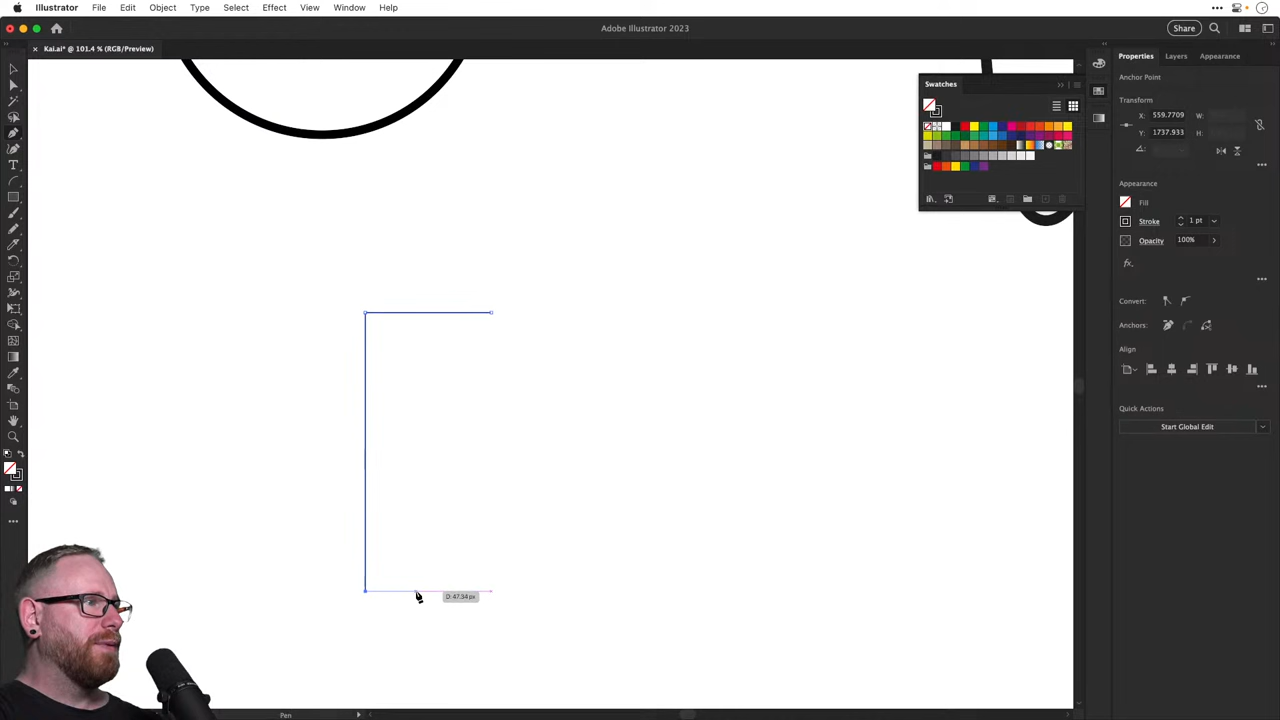 Illustrator File Edit Object Type Select Effect View Window Help
Adobe Illustrator 2023
Share
Kai.ai* @ 101.4 % (RGB/Preview)
Swatches
Properties Layers Appearance
Anchor Point
Transform
X: 559.7709 W:
Y: 1737.933 H:
Appearance
Fill
Stroke 1 pt
Opacity 100%
fx
Convert:
Anchors:
Align
Quick Actions
Start Global Edit
D: 47.34 px
Pen